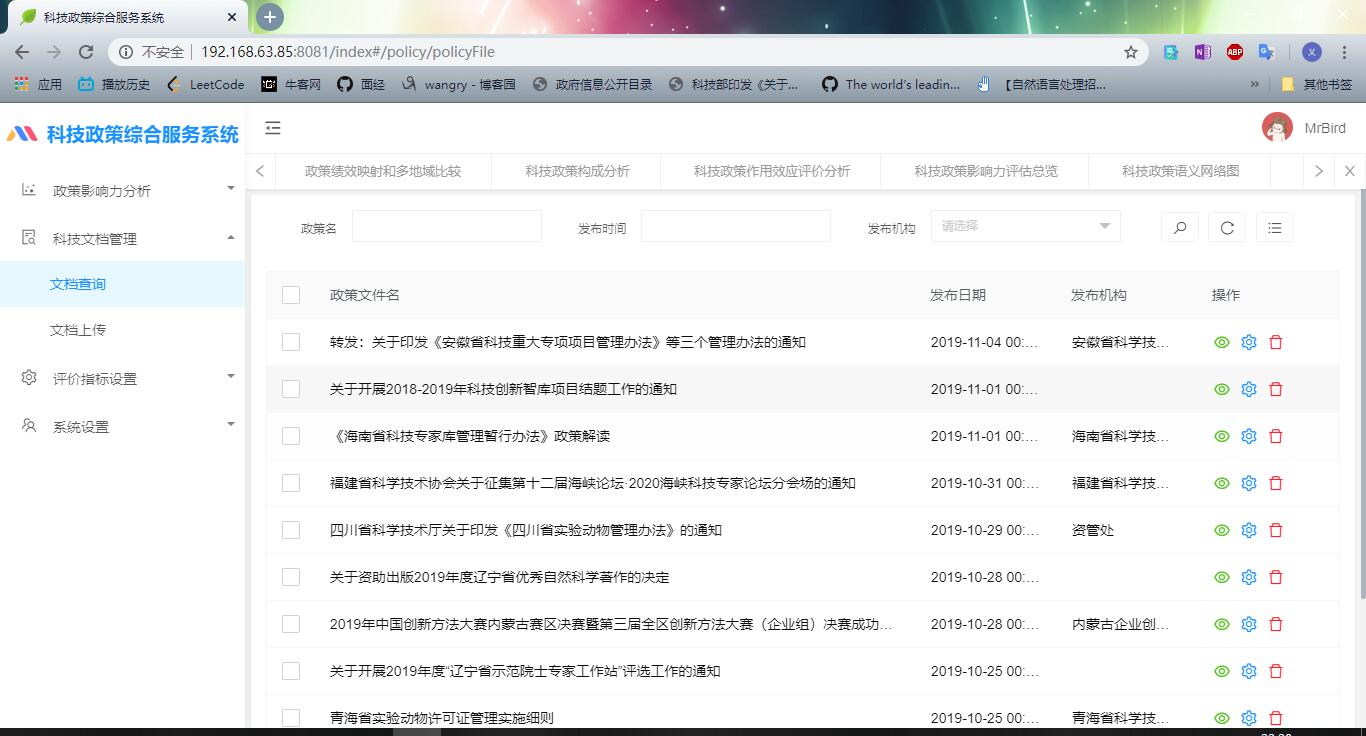 科技政策综合服务系统
不安全 192.168.63.85:8081/index#/policy/policyFile
ABP
义
应用 播放历史 LeetCode 牛客网 面经 wangry - 博客园 政府信息公开目录 科技部印发《关于... The world's leadin... 【自然语言处理招... » 其他书签
科技政策综合服务系统
MrBird
政策绩效映射和多地域比较 科技政策构成分析 科技政策作用效应评价分析 科技政策影响力评估总览 科技政策语义网络图
政策影响力分析
科技文档管理
文档查询
文档上传
评价指标设置
系统设置
政策名 发布时间 发布机构 请选择
政策文件名 发布日期 发布机构 操作
转发：关于印发《安徽省科技重大专项项目管理办法》等三个管理办法的通知 2019-11-04 00:... 安徽省科学技...
关于开展2018-2019年科技创新智库项目结题工作的通知 2019-11-01 00:...
《海南省科技专家库管理暂行办法》政策解读 2019-11-01 00:... 海南省科学技...
福建省科学技术协会关于征集第十二届海峡论坛·2020海峡科技专家论坛分会场的通知 2019-10-31 00:... 福建省科学技...
四川省科学技术厅关于印发《四川省实验动物管理办法》的通知 2019-10-29 00:... 资管处
关于资助出版2019年度辽宁省优秀自然科学著作的决定 2019-10-28 00:...
2019年中国创新方法大赛内蒙古赛区决赛暨第三届全区创新方法大赛（企业组）决赛成功... 2019-10-28 00:... 内蒙古企业创...
关于开展2019年度“辽宁省示范院士专家工作站”评选工作的通知 2019-10-25 00:...
青海省实验动物许可证管理实施细则 2019-10-25 00:... 青海省科学技...